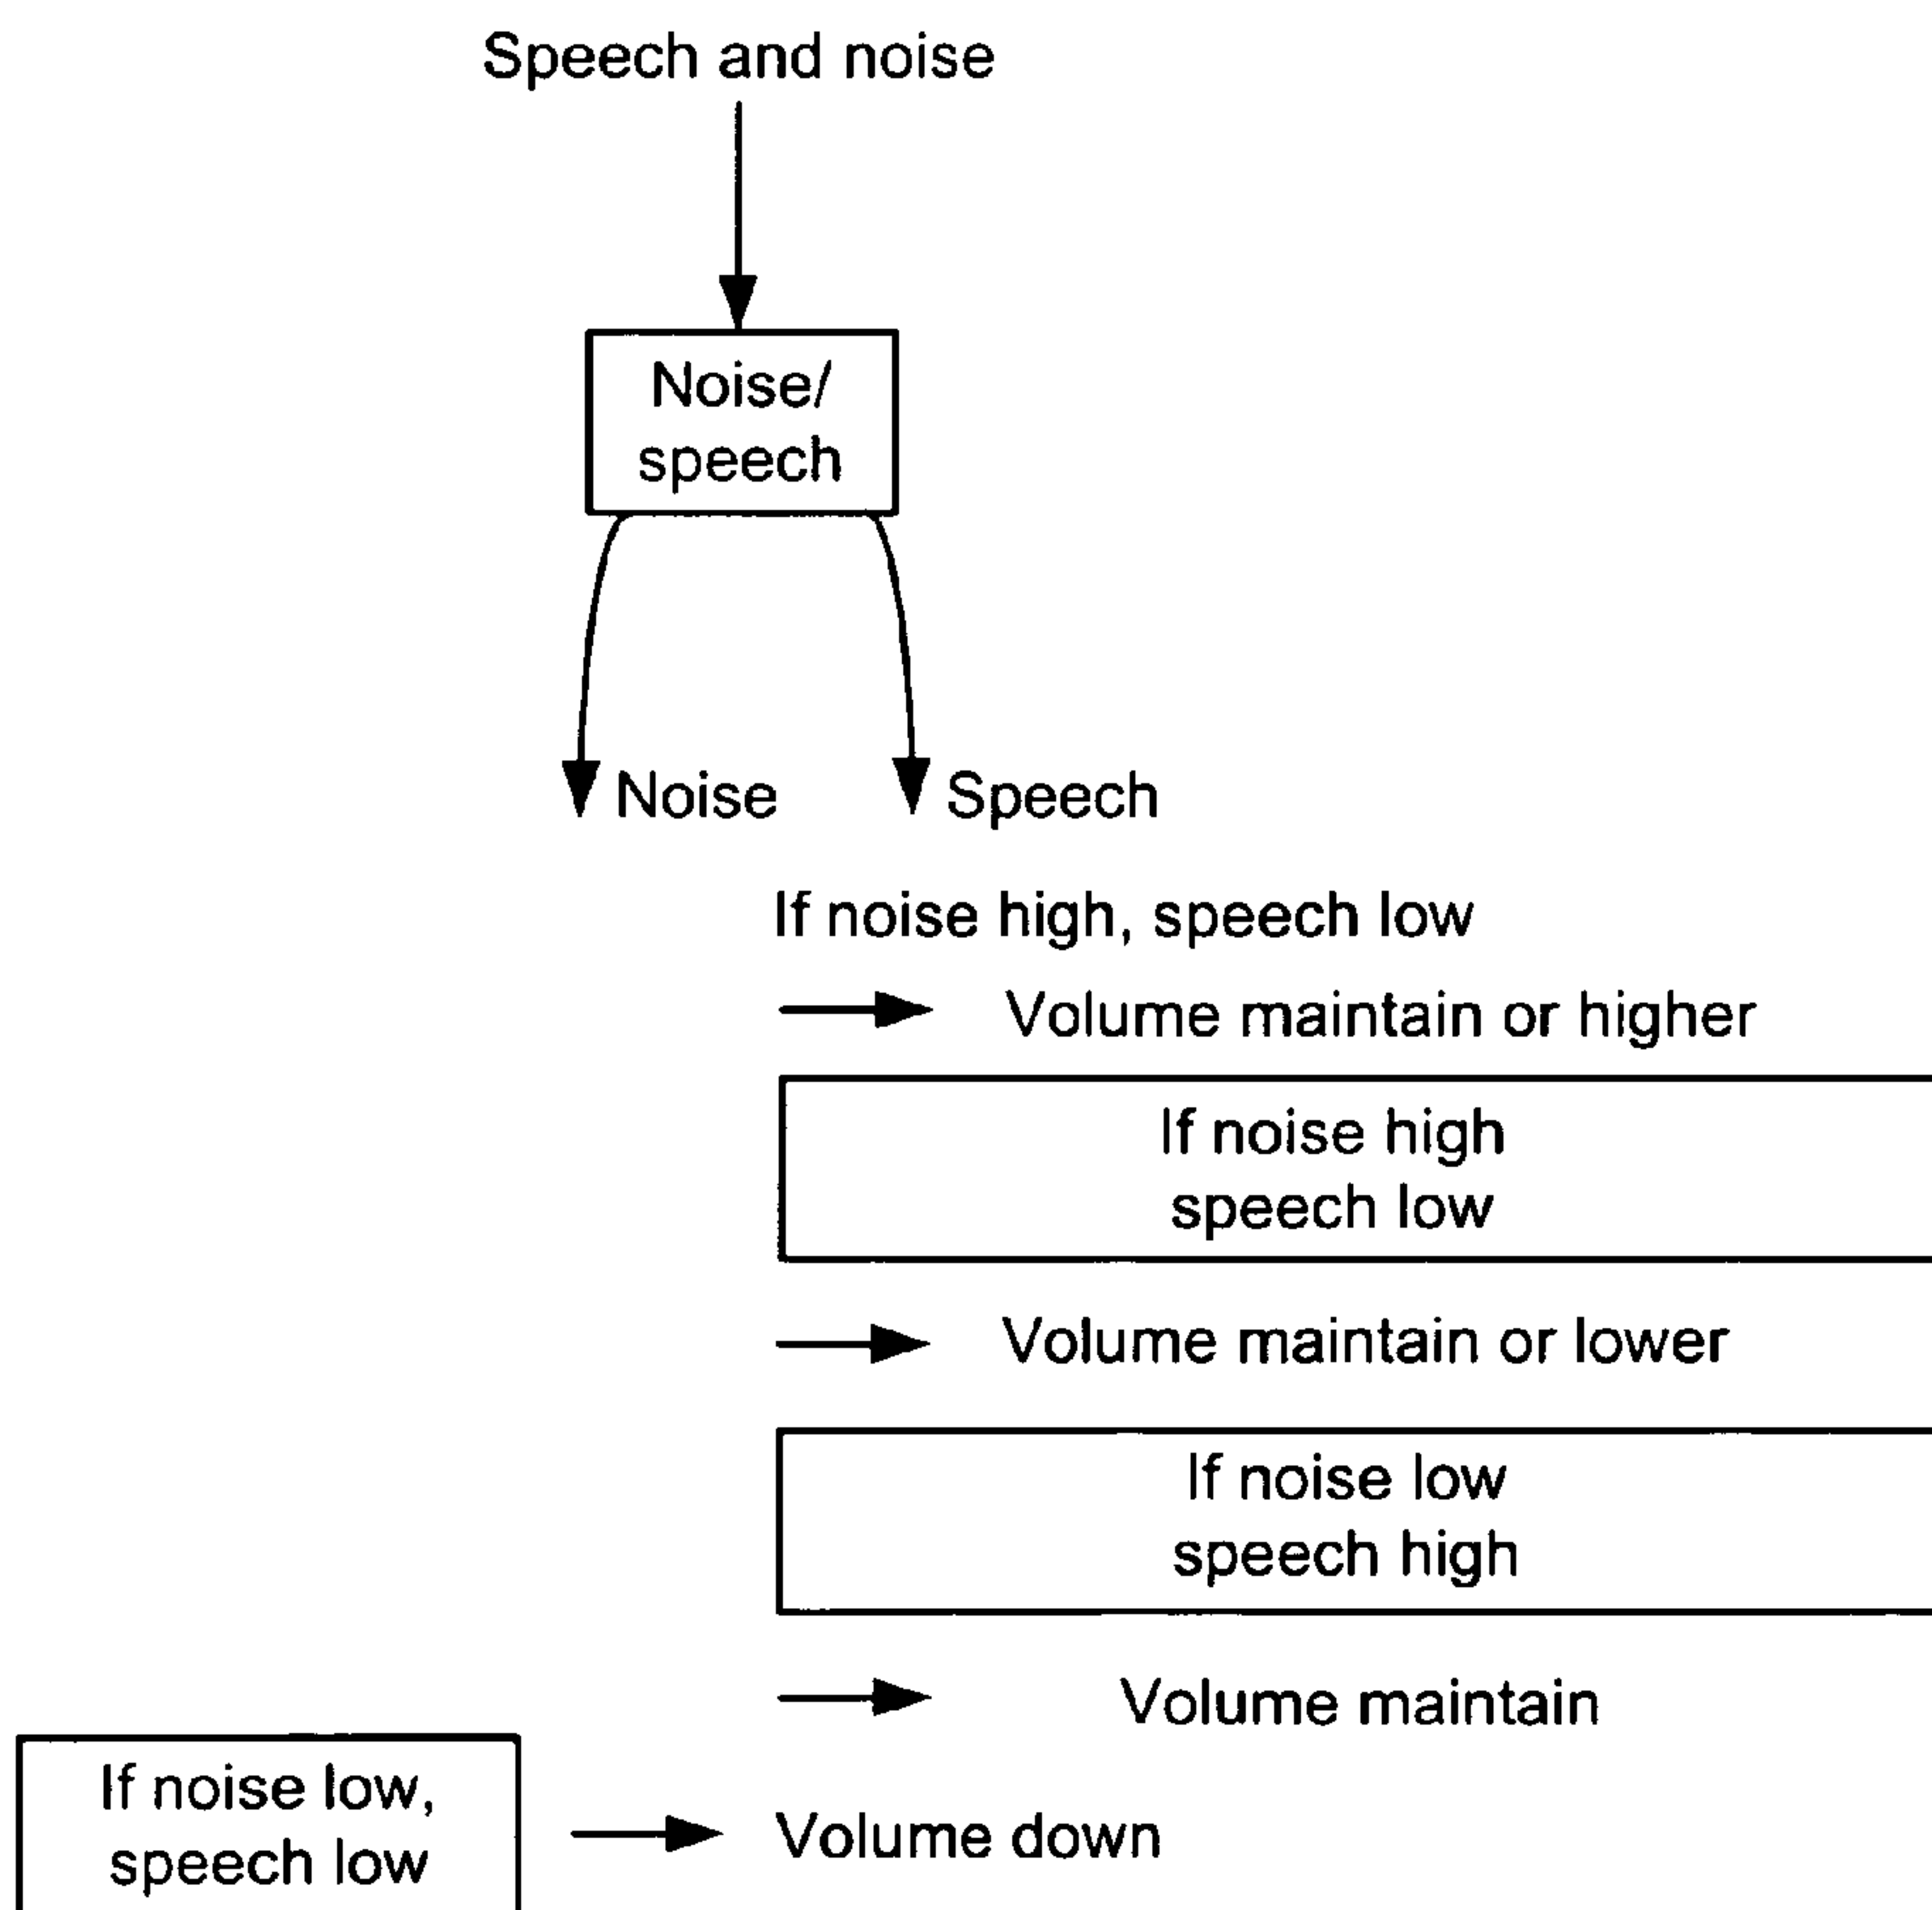 Speech and noise
Noise/
speech
Noise
Speech
If noise high, speech low
Volume maintain or higher
If noise high
speech low
Volume maintain or lower
If noise low
speech high
Volume maintain
If noise low,
speech low
Volume down